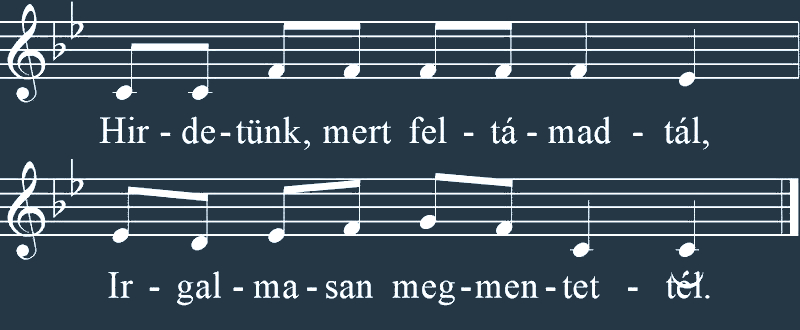 Hir - de - tünk, mert fel - tá - mad - tál,
Ir - gal - ma - san meg - men - tet - tél.